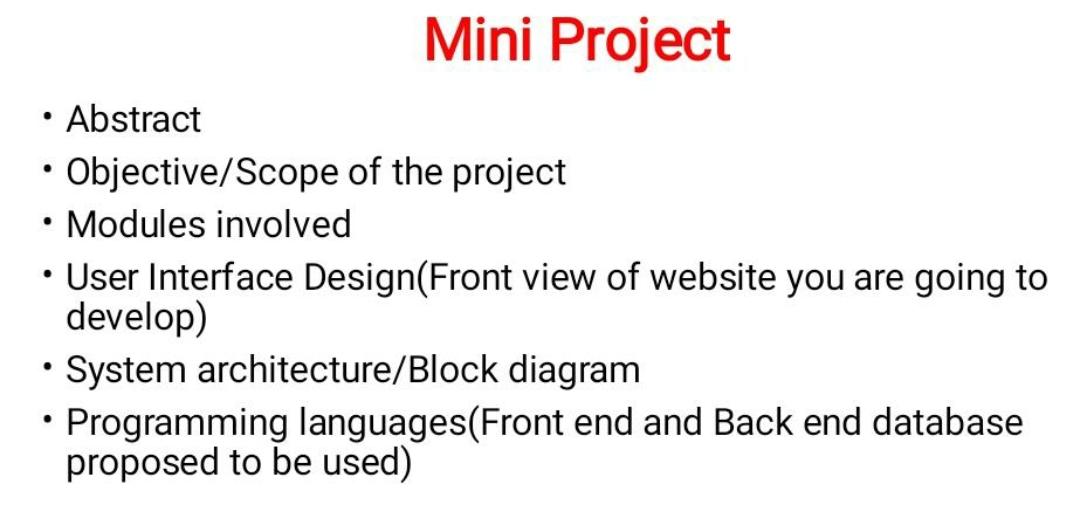 Mini Project
• Abstract
• Objective/Scope of the project
• Modules involved
• User Interface Design(Front view of website you are going to
develop)
• System architecture/Block diagram
• Programming languages(Front end and Back end database
proposed to be used)